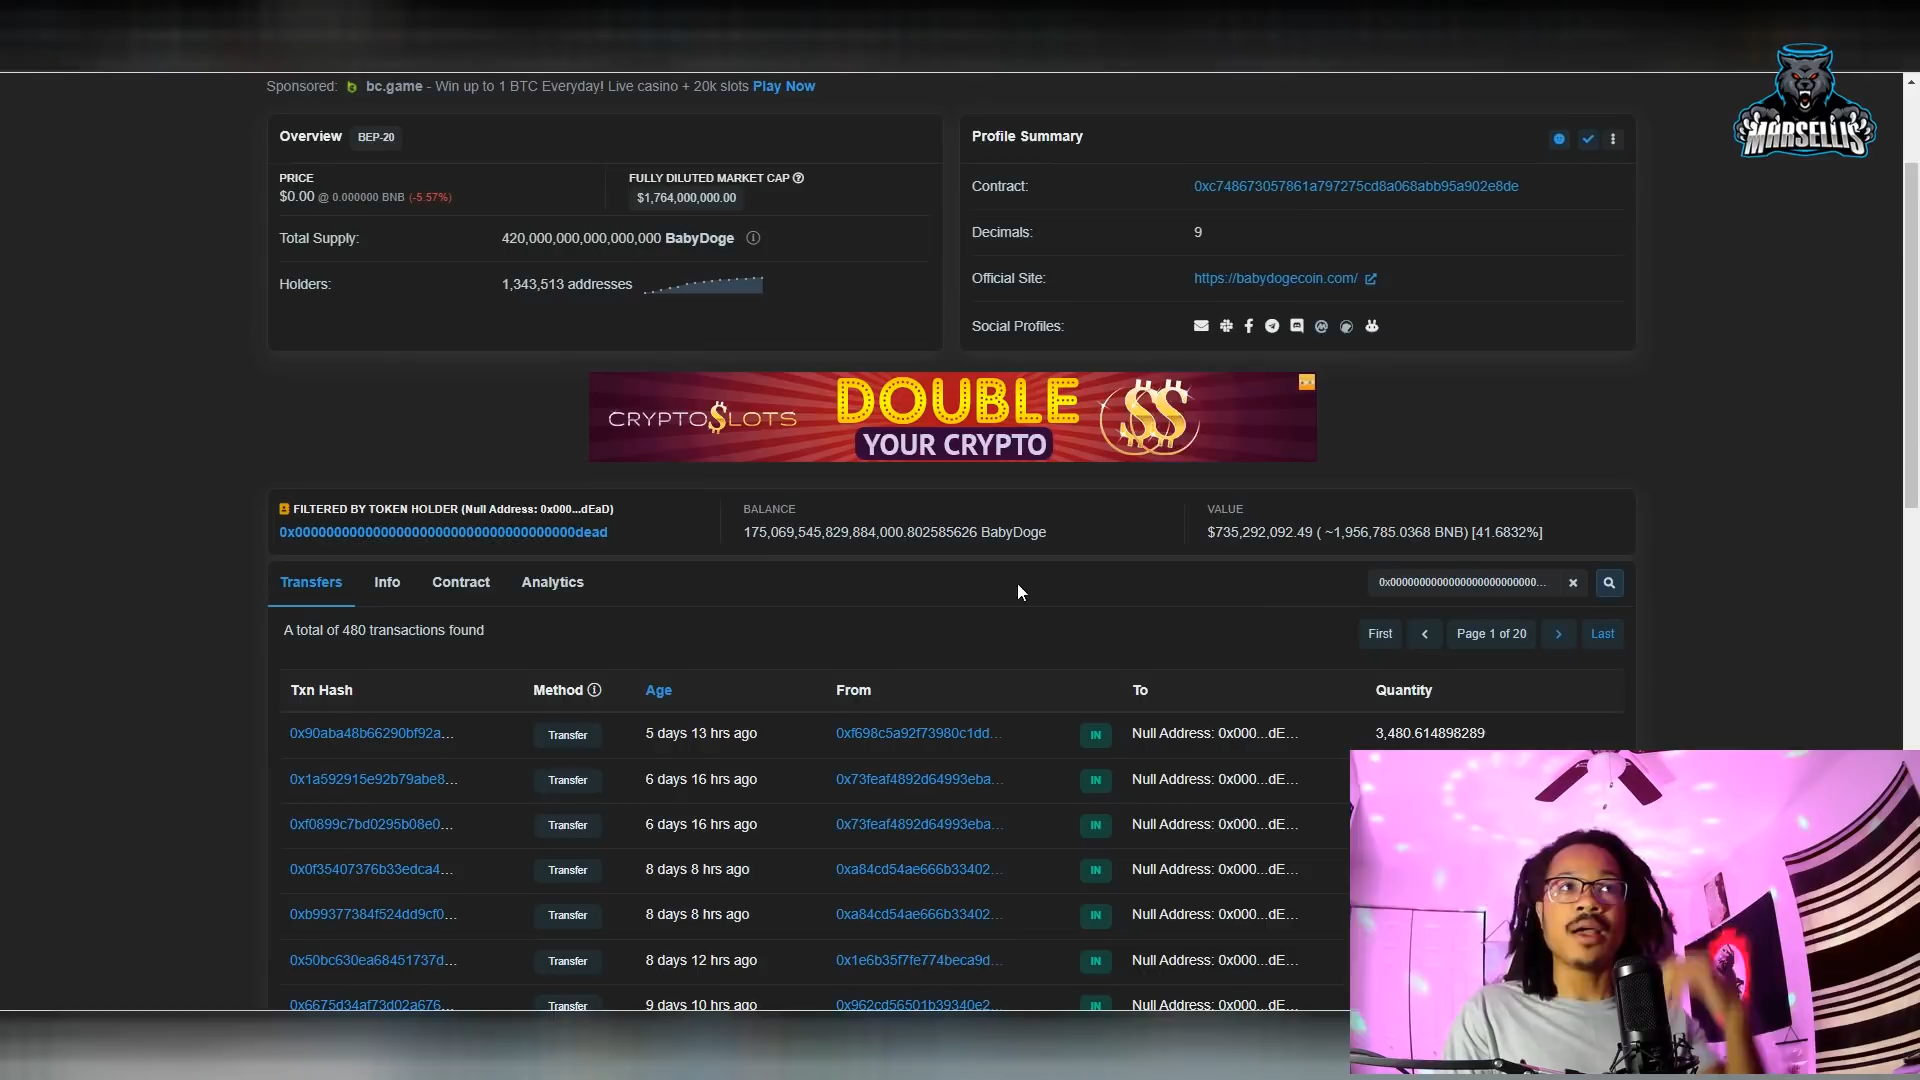 Sponsored: bc.game - Win up to 1 BTC Everyday! Live casino + 20k slots Play Now
MARSELLIS
Overview BEP-20
PRICE
$0.00 @ 0.000000 BNB (-5.57%)
FULLY DILUTED MARKET CAP
$1,764,000,000.00
Total Supply: 420,000,000,000,000,000 BabyDoge
Holders: 1,343,513 addresses
Profile Summary
Contract: 0xc748673057861a797275cd8a068abb95a902e8de
Decimals: 9
Official Site: https://babydogecoin.com/
Social Profiles:
CRYPTO$LOTS
DOUBLE
YOUR CRYPTO
$$
FILTERED BY TOKEN HOLDER (Null Address: 0x000...dEaD)
0x000000000000000000000000000000000000dead
BALANCE
175,069,545,829,884,000.802585626 BabyDoge
VALUE
$735,292,092.49 ( ~1,956,785.0368 BNB) [41.6832%]
Transfers Info Contract Analytics
0x00000000000000000000000000...
A total of 480 transactions found
First Page 1 of 20 Last
Txn Hash Method Age From To Quantity
0x90aba48b66290bf92a... Transfer 5 days 13 hrs ago 0xf698c5a92f73980c1dd... IN Null Address: 0x000...dE... 3,480.614898289
0x1a592915e92b79abe8... Transfer 6 days 16 hrs ago 0x73feaf4892d64993eba... IN Null Address: 0x000...dE...
0xf0899c7bd0295b08e0... Transfer 6 days 16 hrs ago 0x73feaf4892d64993eba... IN Null Address: 0x000...dE...
0x0f35407376b33edca4... Transfer 8 days 8 hrs ago 0xa84cd54ae666b33402... IN Null Address: 0x000...dE...
0xb99377384f524dd9cf0... Transfer 8 days 8 hrs ago 0xa84cd54ae666b33402... IN Null Address: 0x000...dE...
0x50bc630ea68451737d... Transfer 8 days 12 hrs ago 0x1e6b35f7fe774beca9d... IN Null Address: 0x000...dE...
0x6675d34af73d02a676... Transfer 9 days 10 hrs ago 0x962cd56501b39340e2... IN Null Address: 0x000...dE...